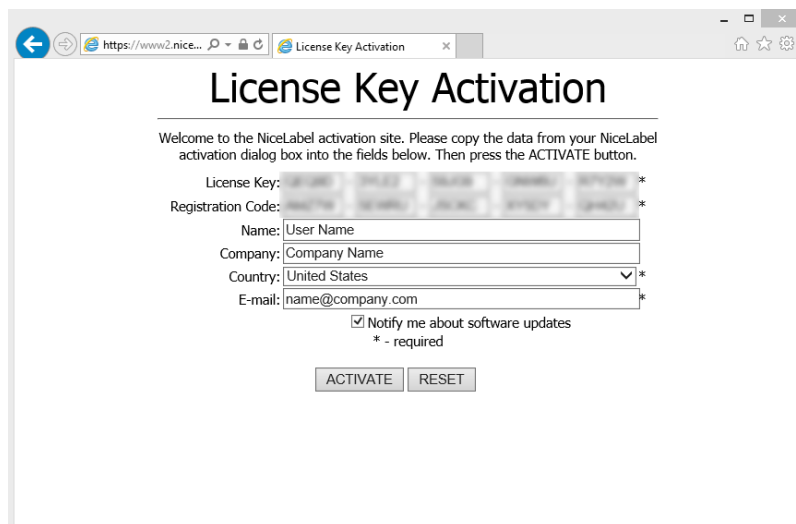 https://www2.nice...
License Key Activation
License Key Activation
Welcome to the NiceLabel activation site. Please copy the data from your NiceLabel
activation dialog box into the fields below. Then press the ACTIVATE button.
License Key: *
Registration Code: *
Name: User Name
Company: Company Name
Country: United States *
E-mail: name@company.com *
Notify me about software updates
* - required
ACTIVATE RESET